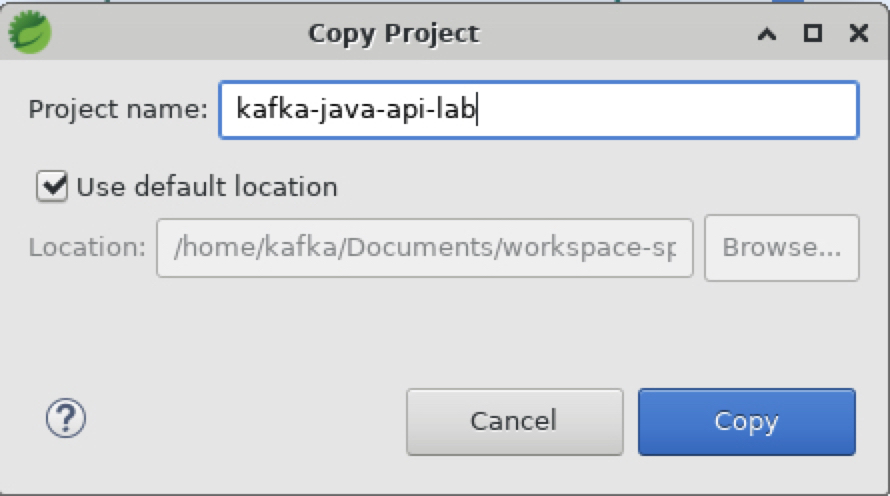 Copy Project
Project name: kafka-java-api-lab
Use default location
Location: /home/kafka/Documents/workspace-sp Browse...
? Cancel Copy